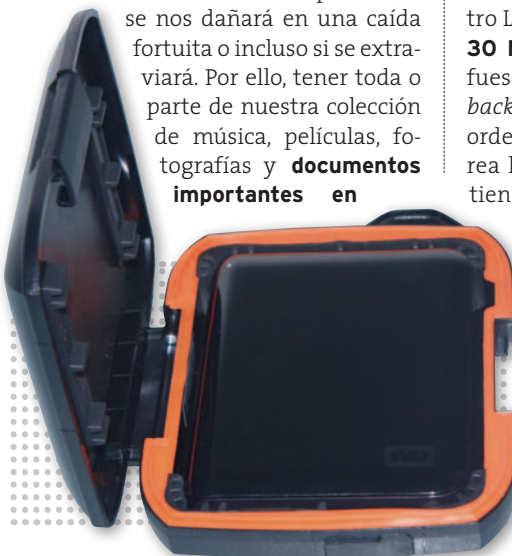 se nos dañará en una caída
fortuita o incluso si se extra-
viará. Por ello, tener toda o
parte de nuestra colección
de música, películas, fo-
tografías y documentos
importantes en
tro L
30
fues
back
orde
rea l
tien
WD